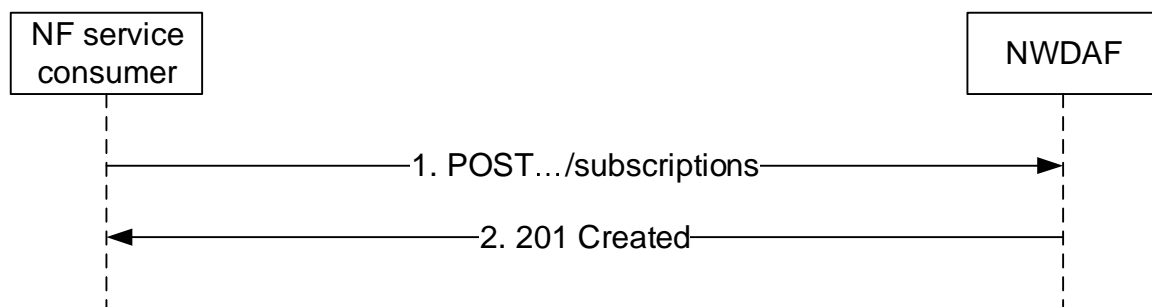 NF service
consumer
NWDAF
1. POST…/subscriptions
2. 201 Created